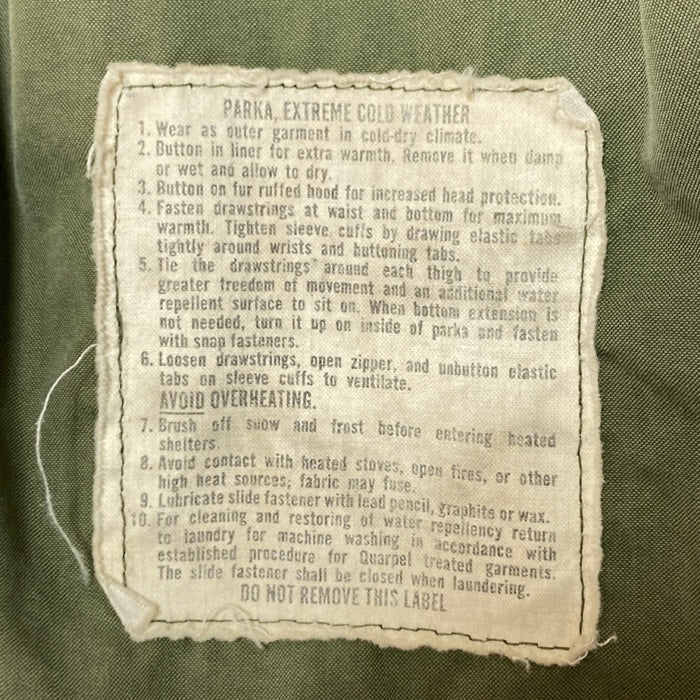 PARKA, EXTREME COLD WEATHER
1. Wear as outer garment in cold-dry climate.
2. Button in liner for extra warmth. Remove it when damp
or wet and allow to dry.
3. Button on fur ruffed hood for increased head protection.
4. Fasten drawstrings at waist and bottom for maximum
warmth. Tighten sleeve cuffs by drawing elastic tabs
tightly around wrists and buttoning tabs.
5. Tie the drawstrings around each thigh to provide
greater freedom of movement and an additional water
repellent surface to sit on. When bottom extension is
not needed, turn it up on inside of parka and fasten
with snap fasteners.
6. Loosen drawstrings, open zipper, and unbutton elastic
tabs on sleeve cuffs to ventilate.
AVOID OVERHEATING.
7. Brush off snow and frost before entering heated
shelters.
8. Avoid contact with heated stoves, open fires, or other
high heat sources; fabric may fuse.
9. Lubricate slide fastener with lead pencil, graphite or wax.
10. For cleaning and restoring of water repellency return
to laundry for machine washing in accordance with
established procedure for Quarpel treated garments.
The slide fastener shall be closed when laundering.
DO NOT REMOVE THIS LABEL